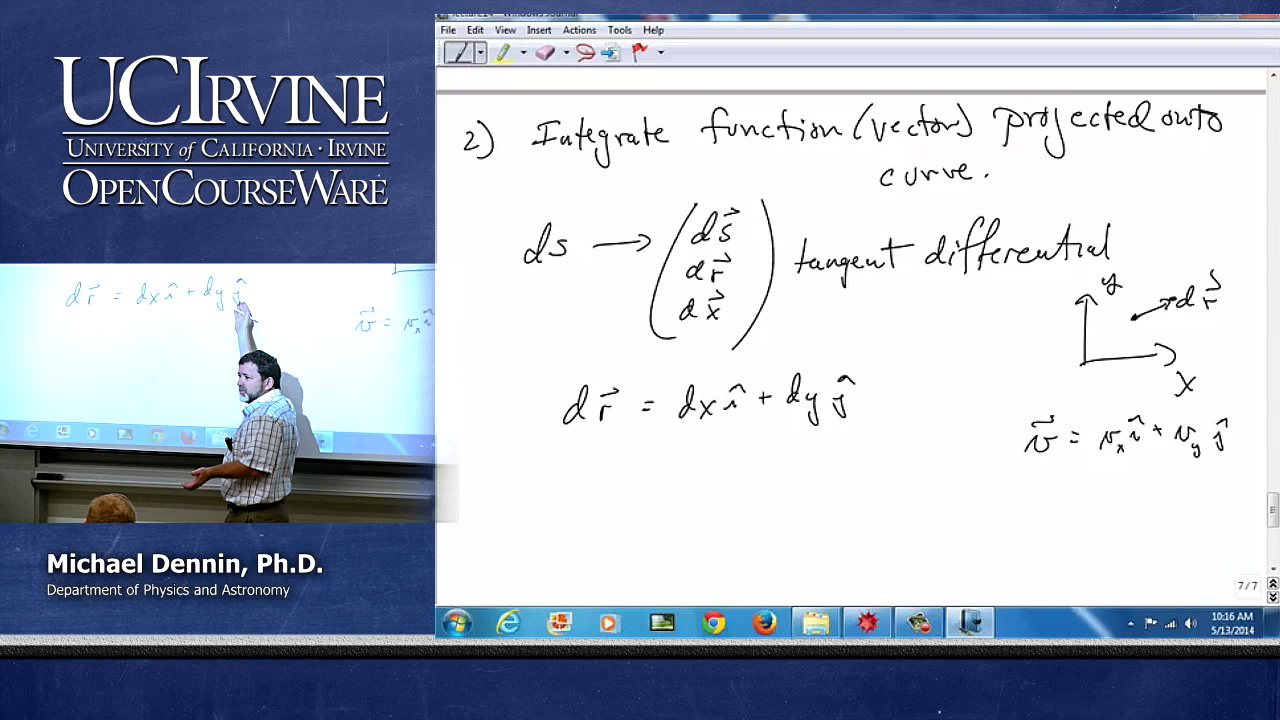 UCIRVINE
UNIVERSITY of CALIFORNIA · IRVINE
OPENCOURSEWARE
dr⃗ = dx î + dy ĵ
v⃗ = vₓ î
Michael Dennin, Ph.D.
Department of Physics and Astronomy
File Edit View Insert Actions Tools Help
2) Integrate function (vector) projected onto
curve.
ds → (ds⃗ dr⃗ dx⃗) tangent differential
y
dr⃗
x
dr⃗ = dx î + dy ĵ
v⃗ = vₓ î + v_y ĵ
7/7
10:16 AM
5/13/2014